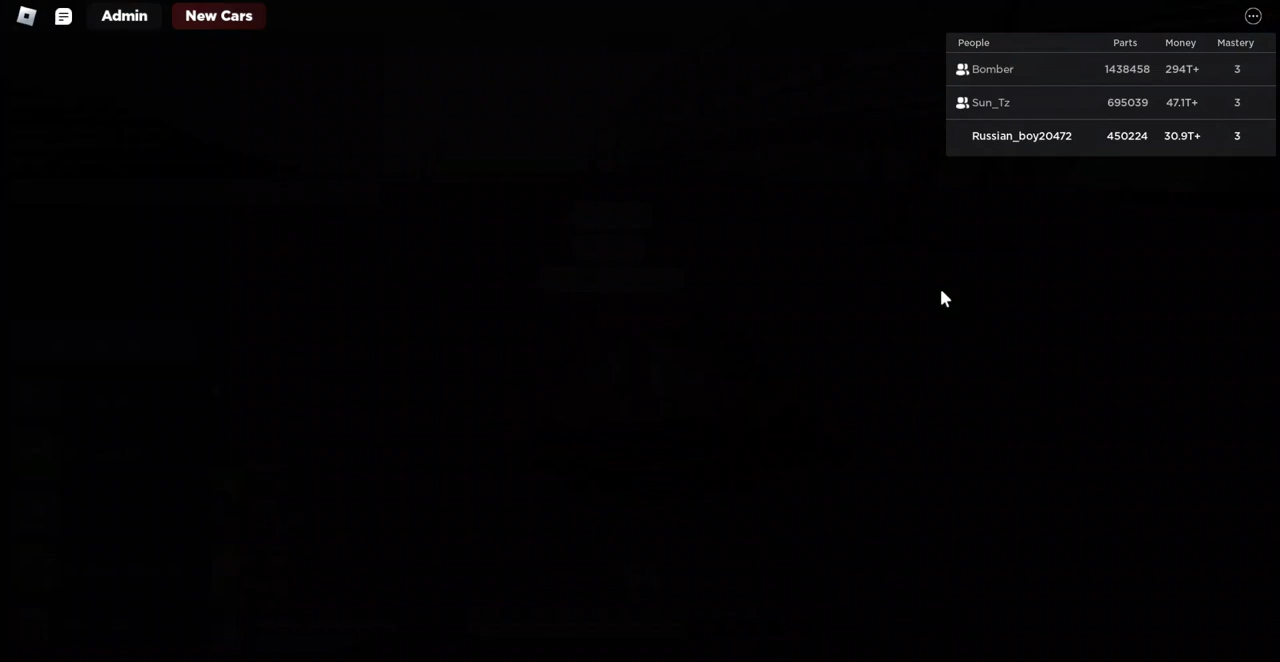 Admin New Cars
People Parts Money Mastery
Bomber 1438458 294T+ 3
Sun_Tz 695039 47.1T+ 3
Russian_boy20472 450224 30.9T+ 3